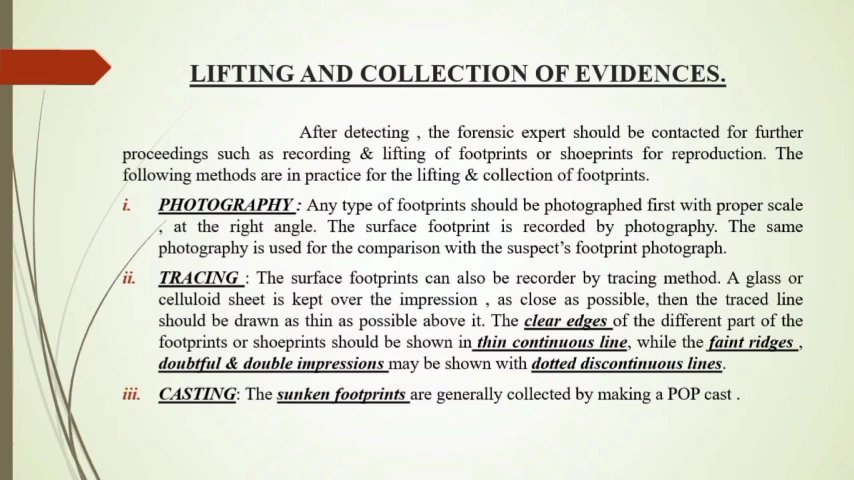 LIFTING AND COLLECTION OF EVIDENCES.
After detecting , the forensic expert should be contacted for further
proceedings such as recording & lifting of footprints or shoeprints for reproduction. The
following methods are in practice for the lifting & collection of footprints.
i. PHOTOGRAPHY : Any type of footprints should be photographed first with proper scale
, at the right angle. The surface footprint is recorded by photography. The same
photography is used for the comparison with the suspect's footprint photograph.
ii. TRACING : The surface footprints can also be recorder by tracing method. A glass or
celluloid sheet is kept over the impression , as close as possible, then the traced line
should be drawn as thin as possible above it. The clear edges of the different part of the
footprints or shoeprints should be shown in thin continuous line, while the faint ridges ,
doubtful & double impressions may be shown with dotted discontinuous lines.
iii. CASTING: The sunken footprints are generally collected by making a POP cast .